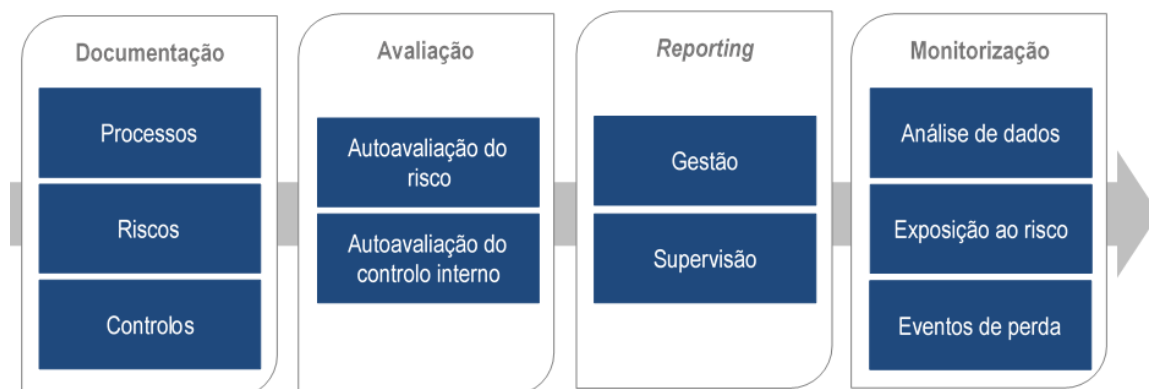 Documentação
Processos
Riscos
Controlos
Avaliação
Autoavaliação do
risco
Autoavaliação do
controlo interno
Reporting
Gestão
Supervisão
Monitorização
Análise de dados
Exposição ao risco
Eventos de perda